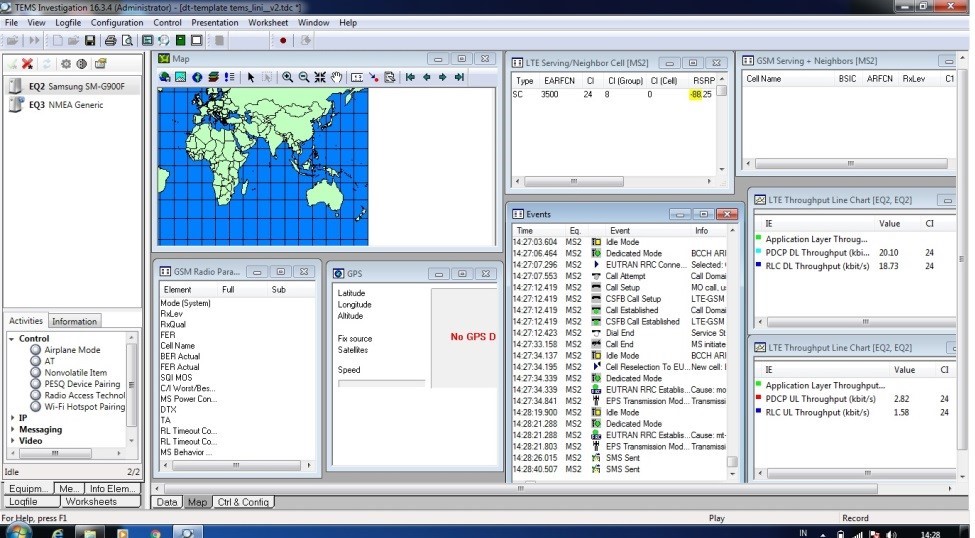 TEMS Investigation 16.3.4 (Administrator) - [dt-template tems_lini__v2.tdc *]
File View Logfile Configuration Control Presentation Worksheet Window Help
EQ2 Samsung SM-G900F
EQ3 NMEA Generic
Activities Information
Control
Airplane Mode
AT
Nonvolatile Item
PESQ Device Pairing
Radio Access Technol
Wi-Fi Hotspot Pairing
IP
Messaging
Video
Idle 2/2
Equipm... Me... Info Elem...
Logfile Worksheets
Map
GSM Radio Para...
Element Full Sub
Mode (System)
RxLev
RxQual
FER
Cell Name
BER Actual
FER Actual
SQI MOS
C/I Worst/Bes...
MS Power Con...
DTX
TA
RL Timeout Co...
RL Timeout Co...
MS Behavior ...
GPS
Latitude
Longitude
Altitude
Fix source
Satellites
Speed
No GPS D
LTE Serving/Neighbor Cell [MS2]
Type EARFCN CI CI (Group) CI (Cell) RSRP
SC 3500 24 8 0 -88.25
Events
Time Eq. Event Info
14:27:03.604 MS2 Idle Mode
14:27:06.464 MS2 Dedicated Mode BCCH ARI
14:27:07.296 MS2 EUTRAN RRC Conne... Selected:
14:27:07.553 MS2 Call Attempt Call Domai
14:27:12.419 MS2 Call Setup MO call, u
14:27:12.419 MS2 CSFB Call Setup LTE-GSM
14:27:12.419 MS2 Call Established Call Domai
14:27:12.419 MS2 CSFB Call Established LTE-GSM
14:27:12.423 MS2 Dial End Service St
14:27:33.158 MS2 Call End MS initiate
14:27:34.137 MS2 Idle Mode BCCH ARI
14:27:34.195 MS2 Cell Reselection To EU... New cell:
14:27:34.339 MS2 Dedicated Mode
14:27:34.339 MS2 EUTRAN RRC Establis... Cause: mo
14:27:34.841 MS2 EPS Transmission Mod... Transmissi
14:28:19.900 MS2 Idle Mode
14:28:21.288 MS2 Dedicated Mode
14:28:21.288 MS2 EUTRAN RRC Establis... Cause: mt-
14:28:21.803 MS2 EPS Transmission Mod... Transmissi
14:28:26.015 MS2 SMS Sent
14:28:40.507 MS2 SMS Sent
GSM Serving + Neighbors [MS2]
Cell Name BSIC ARFCN RxLev C1
LTE Throughput Line Chart [EQ2, EQ2]
IE Value CI
Application Layer Throug...
PDCP DL Throughput (kbi... 20.10 24
RLC DL Throughput (kbit/s) 18.73 24
LTE Throughput Line Chart [EQ2, EQ2]
IE Value CI
Application Layer Throughput...
PDCP UL Throughput (kbit/s) 2.82 24
RLC UL Throughput (kbit/s) 1.58 24
Data Map Ctrl & Config
For Help, press F1 Play Record
IN 14:28